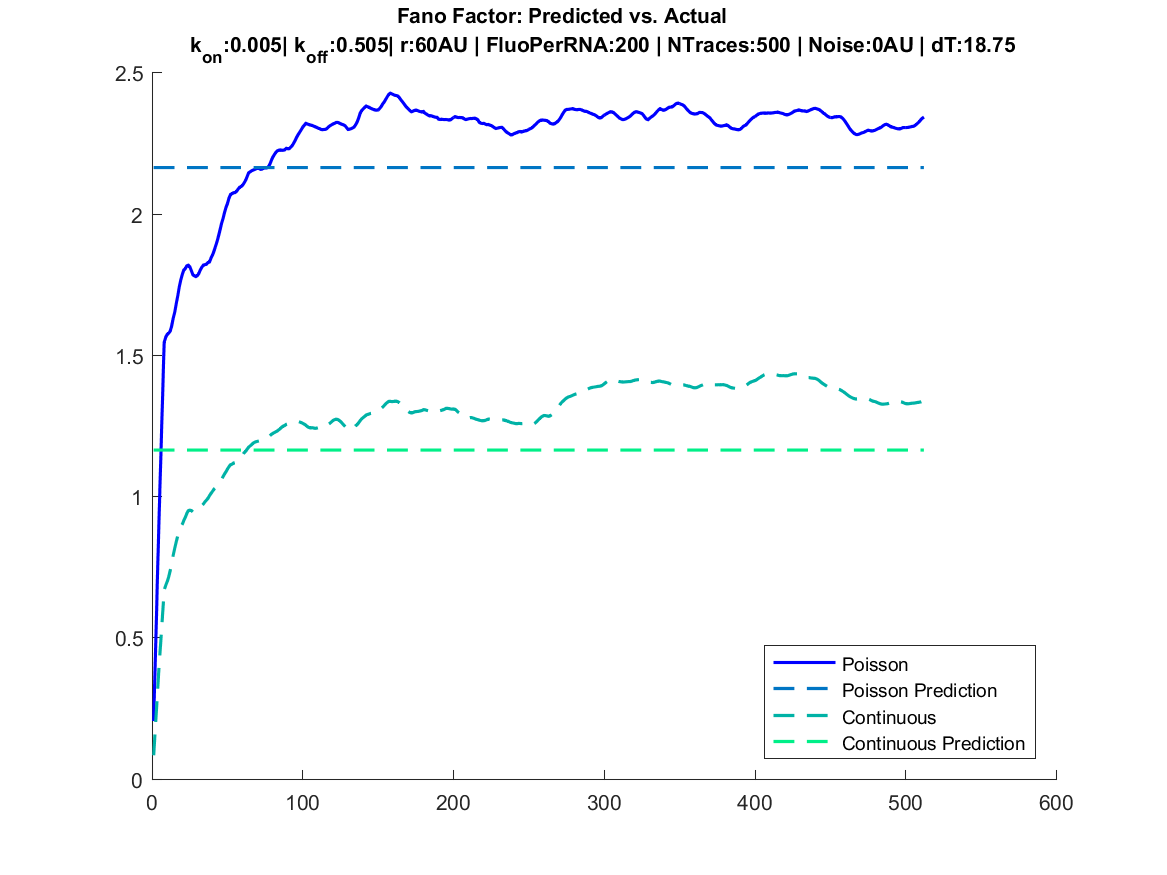 Fano Factor: Predicted vs. Actual
kon:0.005| koff:0.505| r:60AU | FluoPerRNA:200 | NTraces:500 | Noise:0AU | dT:18.75
2.5
2
1.5
1
0.5
0
0 100 200 300 400 500 600
Poisson
Poisson Prediction
Continuous
Continuous Prediction